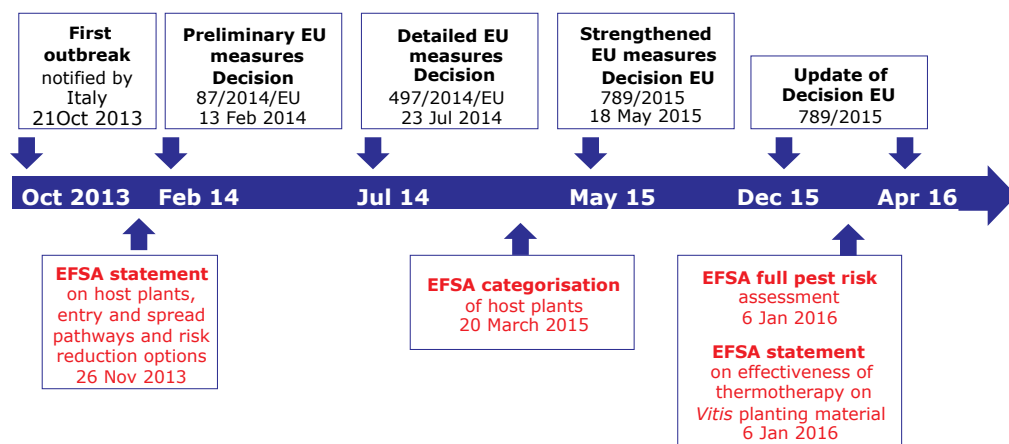 First
outbreak
notified by
Italy
21Oct 2013
Preliminary EU
measures
Decision
87/2014/EU
13 Feb 2014
Detailed EU
measures
Decision
497/2014/EU
23 Jul 2014
Strengthened
EU measures
Decision EU
789/2015
18 May 2015
Update of
Decision EU
789/2015
Oct 2013 Feb 14 Jul 14 May 15 Dec 15 Apr 16
EFSA statement
on host plants,
entry and spread
pathways and risk
reduction options
26 Nov 2013
EFSA categorisation
of host plants
20 March 2015
EFSA full pest risk
assessment
6 Jan 2016
EFSA statement
on effectiveness of
thermotherapy on
Vitis planting material
6 Jan 2016